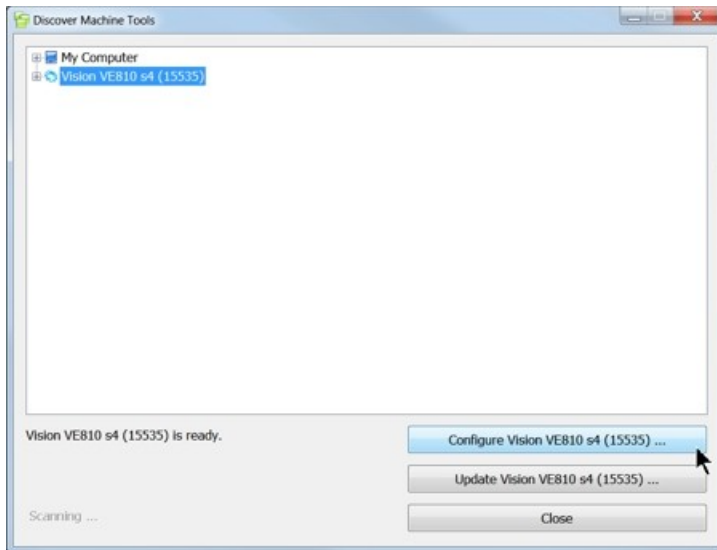 Discover Machine Tools
My Computer
Vision VE810 s4 (15535)
Vision VE810 s4 (15535) is ready.
Configure Vision VE810 s4 (15535) ...
Update Vision VE810 s4 (15535) ...
Scanning ...
Close